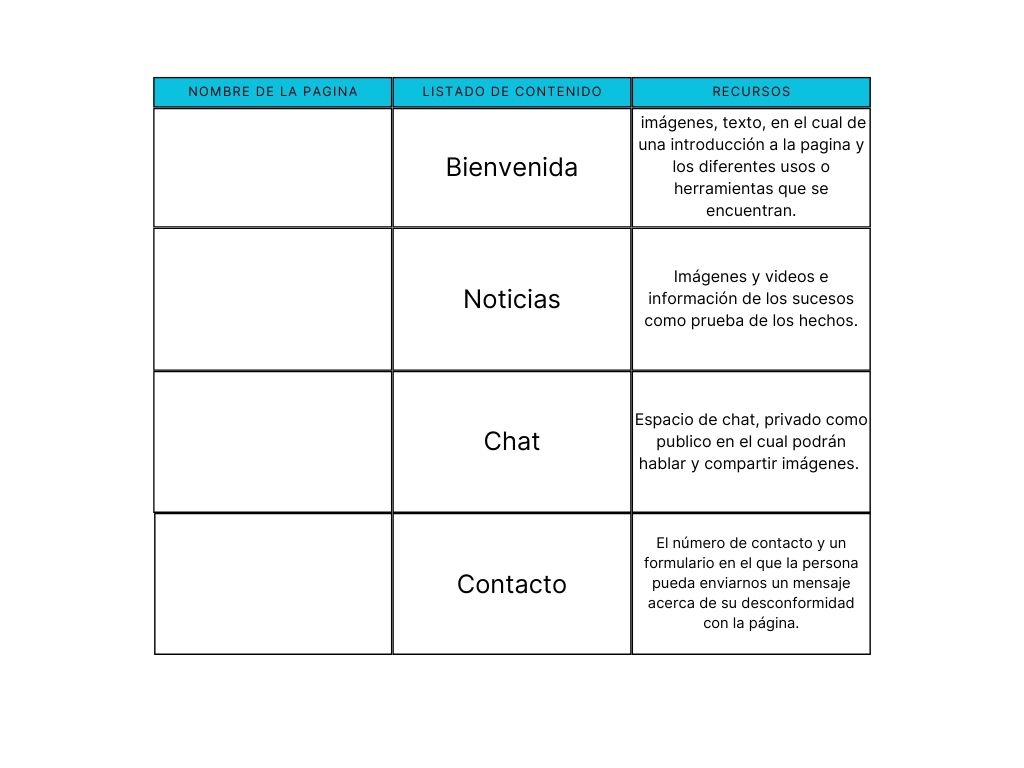 NOMBRE DE LA PAGINA
LISTADO DE CONTENIDO
RECURSOS
Bienvenida
imágenes, texto, en el cual de
una introducción a la pagina y
los diferentes usos o
herramientas que se
encuentran.
Noticias
Imágenes y videos e
información de los sucesos
como prueba de los hechos.
Chat
Espacio de chat, privado como
publico en el cual podrán
hablar y compartir imágenes.
Contacto
El número de contacto y un
formulario en el que la persona
pueda enviarnos un mensaje
acerca de su desconformidad
con la página.